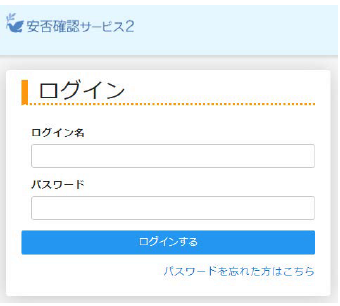 安否確認サービス2
ログイン
ログイン名
パスワード
ログインする
パスワードを忘れた方はこちら